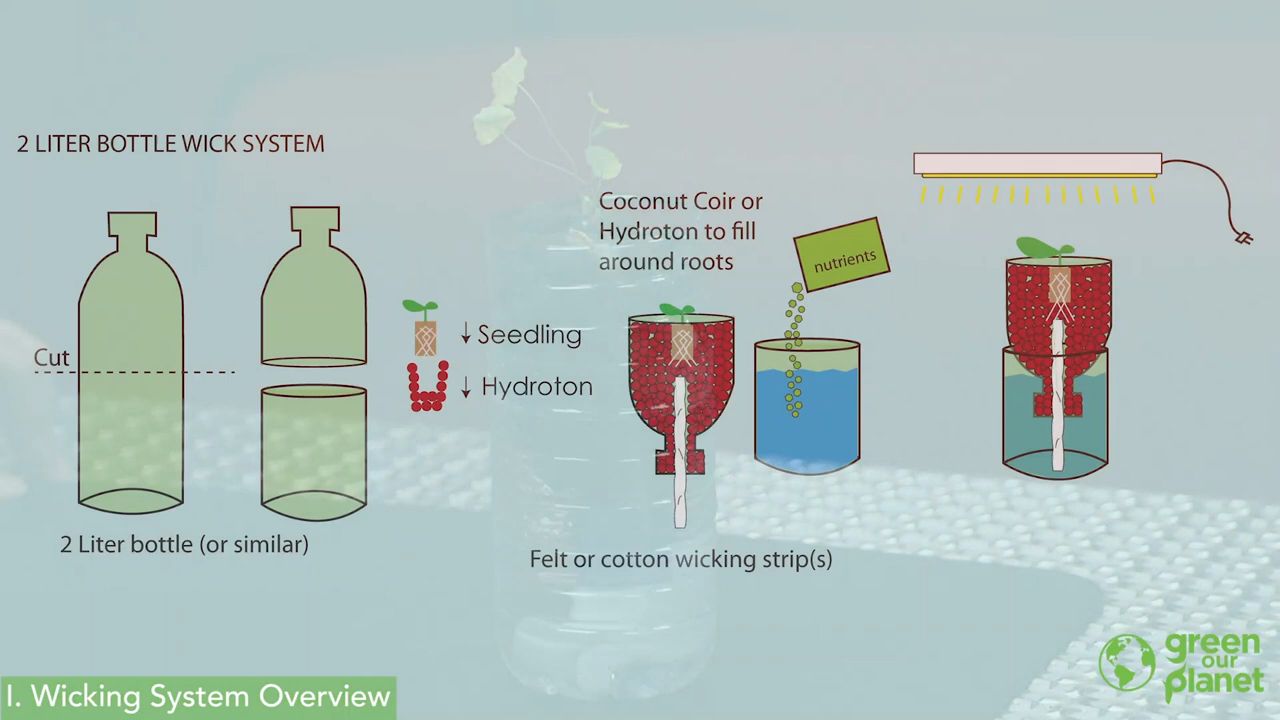 2 LITER BOTTLE WICK SYSTEM
Cut
2 Liter bottle (or similar)
↓ Seedling
↓ Hydroton
Coconut Coir or
Hydroton to fill
around roots
nutrients
Felt or cotton wicking strip(s)
I. Wicking System Overview
green
our
planet